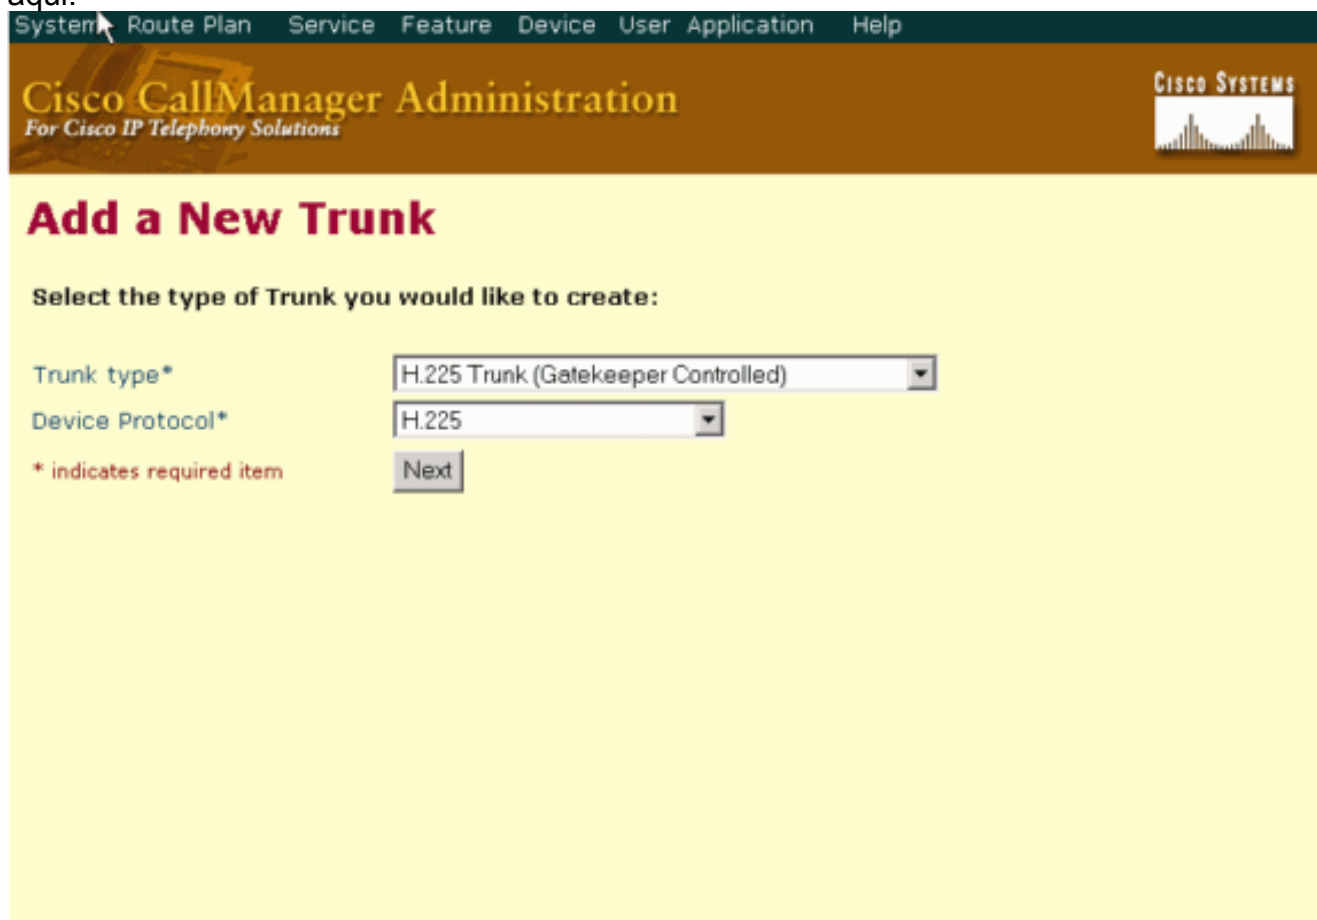 aqui.
System Route Plan Service Feature Device User Application Help
Cisco CallManager Administration
For Cisco IP Telephony Solutions
CISCO SYSTEMS
Add a New Trunk
Select the type of Trunk you would like to create:
Trunk type* H.225 Trunk (Gatekeeper Controlled)
Device Protocol* H.225
* indicates required item Next